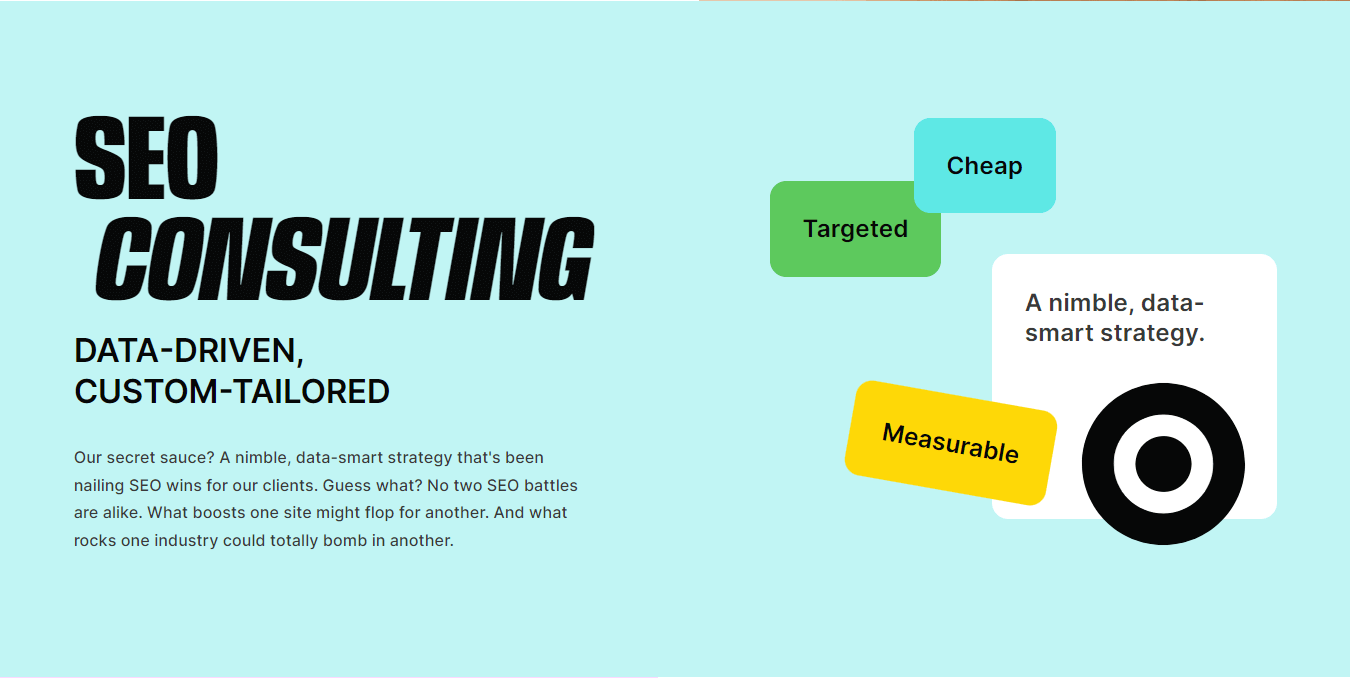 SEO
CONSULTING
DATA-DRIVEN,
CUSTOM-TAILORED
Our secret sauce? A nimble, data-smart strategy that's been
nailing SEO wins for our clients. Guess what? No two SEO battles
are alike. What boosts one site might flop for another. And what
rocks one industry could totally bomb in another.
Cheap
Targeted
A nimble, data-
smart strategy.
Measurable